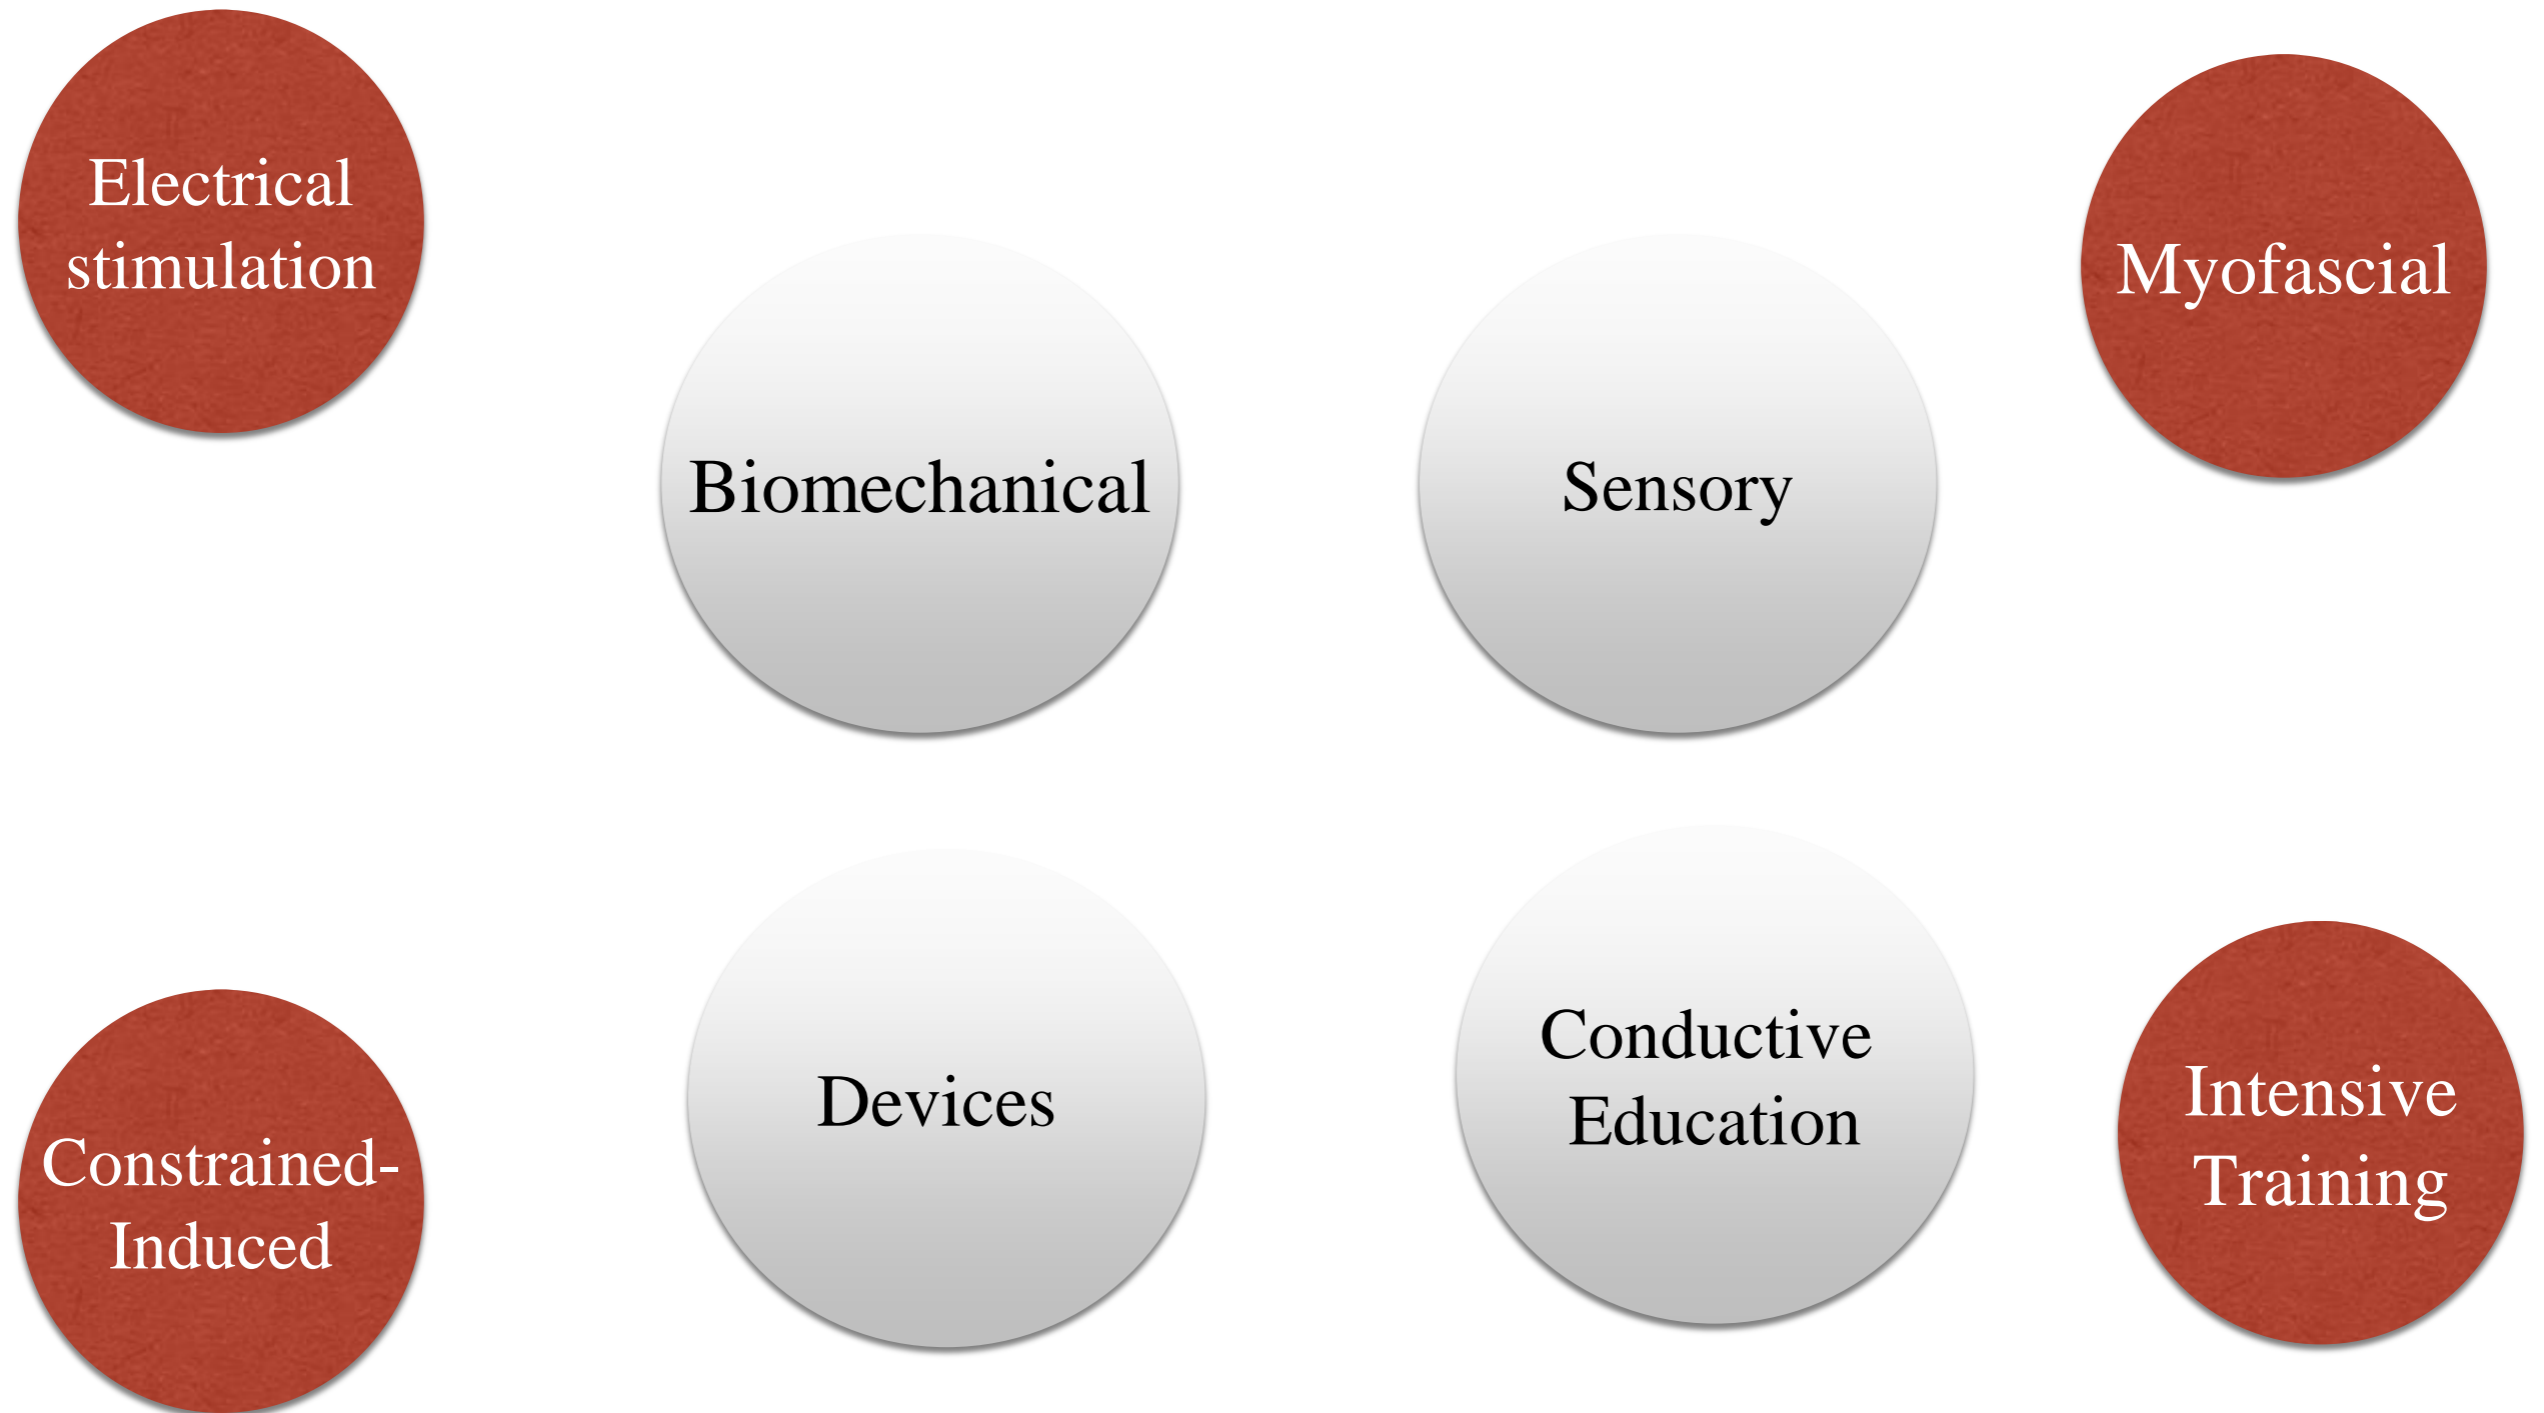 Electrical
stimulation
Myofascial
Biomechanical
Sensory
Devices
Conductive
Education
Constrained-
Induced
Intensive
Training